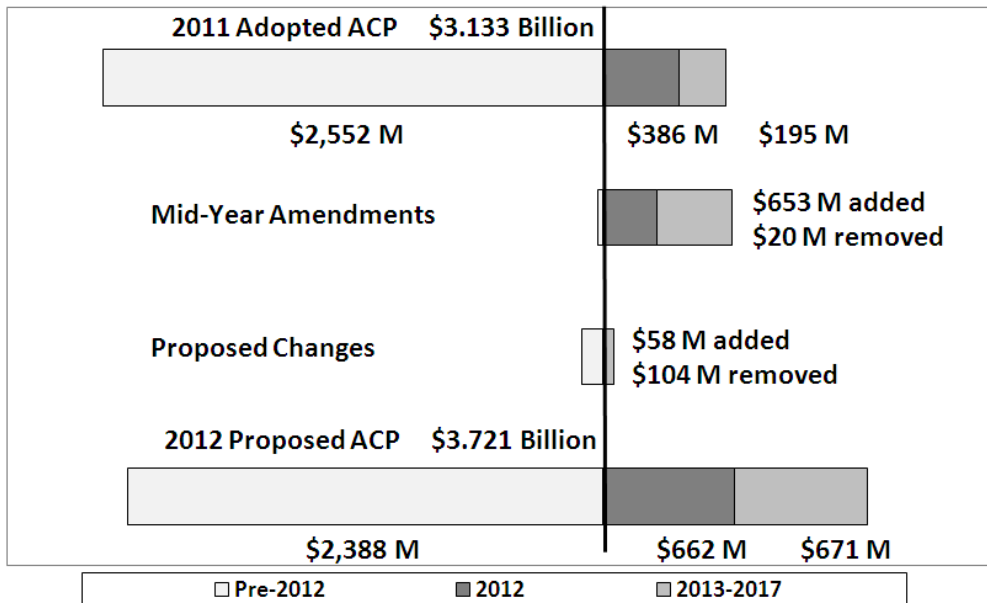 2011 Adopted ACP $3.133 Billion
$2,552 M $386 M $195 M
Mid-Year Amendments
$653 M added
$20 M removed
Proposed Changes
$58 M added
$104 M removed
2012 Proposed ACP $3.721 Billion
$2,388 M $662 M $671 M
Pre-2012 2012 2013-2017